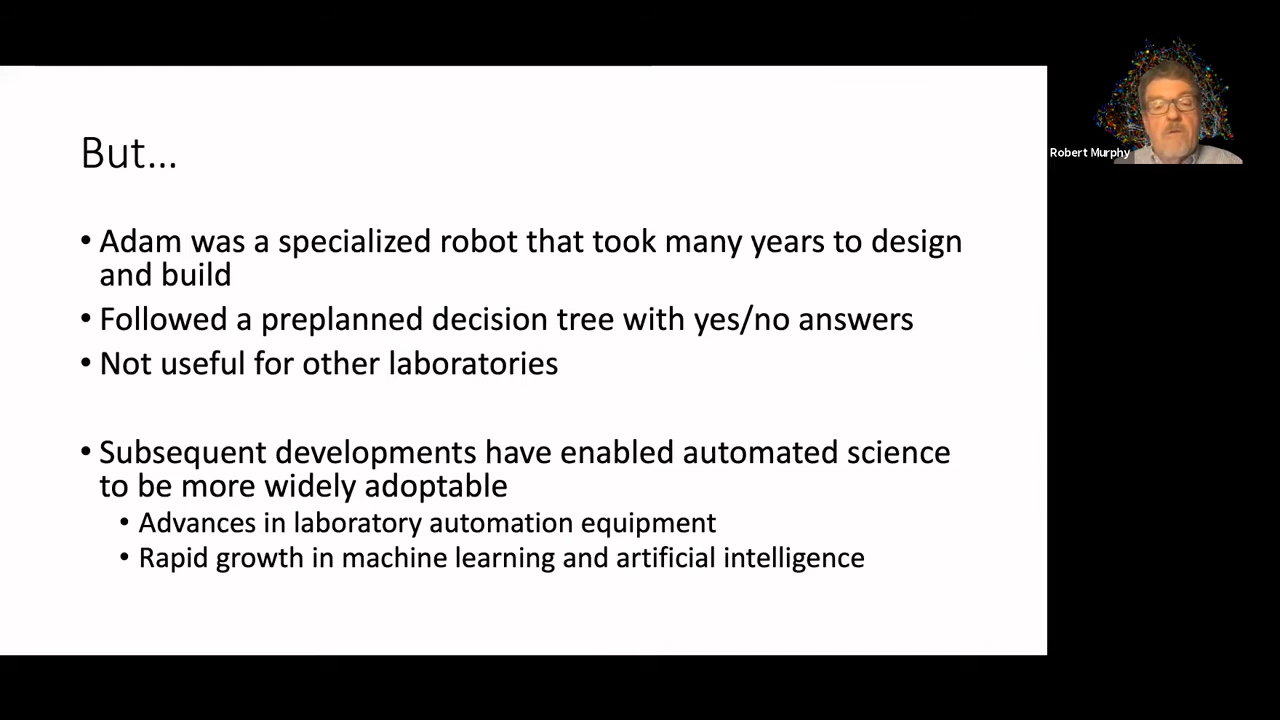 But...
• Adam was a specialized robot that took many years to design
and build
• Followed a preplanned decision tree with yes/no answers
• Not useful for other laboratories
• Subsequent developments have enabled automated science
to be more widely adoptable
• Advances in laboratory automation equipment
• Rapid growth in machine learning and artificial intelligence
Robert Murphy